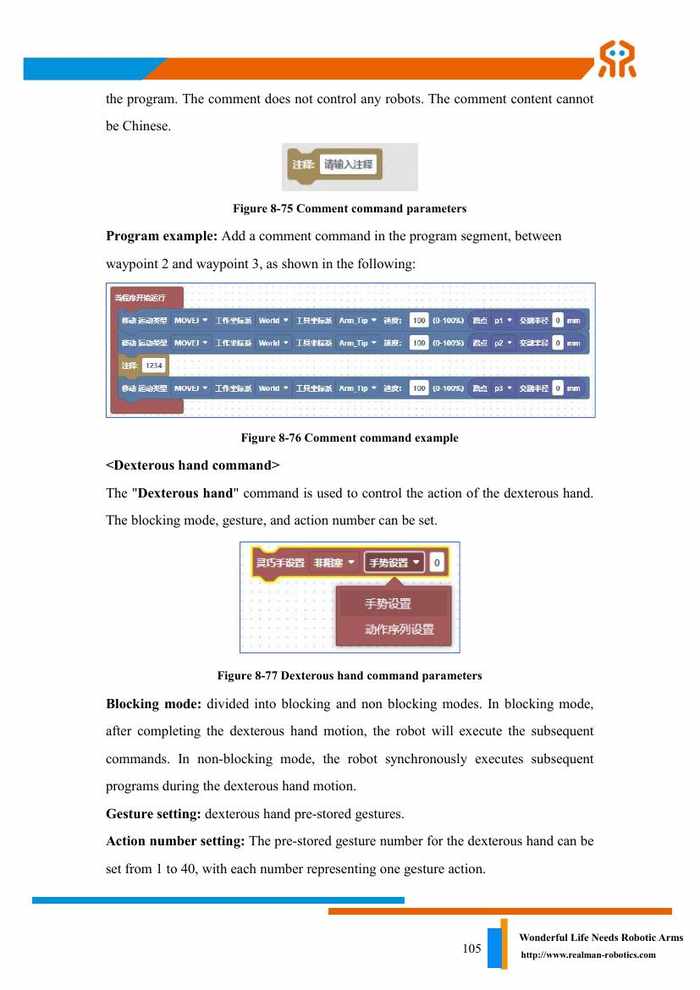 the program. The comment does not control any robots. The comment content cannot
be Chinese.
注释: 请输入注释
Figure 8-75 Comment command parameters
Program example: Add a comment command in the program segment, between
waypoint 2 and waypoint 3, as shown in the following:
当程序开始运行
移动 运动类型 MOVEJ 工作坐标系 World 工具坐标系 Arm_Tip 速度: 100 (0-100%) 路点 p1 交融半径 0 mm
移动 运动类型 MOVEJ 工作坐标系 World 工具坐标系 Arm_Tip 速度: 100 (0-100%) 路点 p2 交融半径 0 mm
注释: 1234
移动 运动类型 MOVEJ 工作坐标系 World 工具坐标系 Arm_Tip 速度: 100 (0-100%) 路点 p3 交融半径 0 mm
Figure 8-76 Comment command example
<Dexterous hand command>
The "Dexterous hand" command is used to control the action of the dexterous hand.
The blocking mode, gesture, and action number can be set.
灵巧手设置 非阻塞 手势设置 0
手势设置
动作序列设置
Figure 8-77 Dexterous hand command parameters
Blocking mode: divided into blocking and non blocking modes. In blocking mode,
after completing the dexterous hand motion, the robot will execute the subsequent
commands. In non-blocking mode, the robot synchronously executes subsequent
programs during the dexterous hand motion.
Gesture setting: dexterous hand pre-stored gestures.
Action number setting: The pre-stored gesture number for the dexterous hand can be
set from 1 to 40, with each number representing one gesture action.
105
Wonderful Life Needs Robotic Arms
http://www.realman-robotics.com